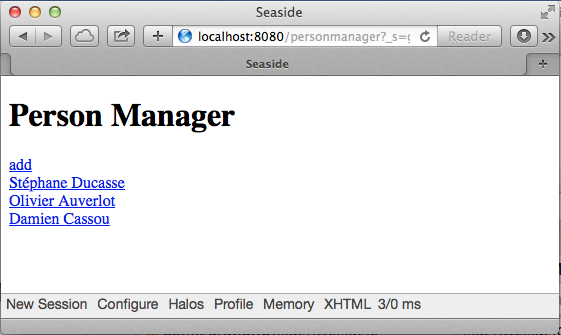 Seaside
localhost:8080/personmanager?_s=g Reader
Seaside
Person Manager
add
Stéphane Ducasse
Olivier Auverlot
Damien Cassou
New Session Configure Halos Profile Memory XHTML 3/0 ms